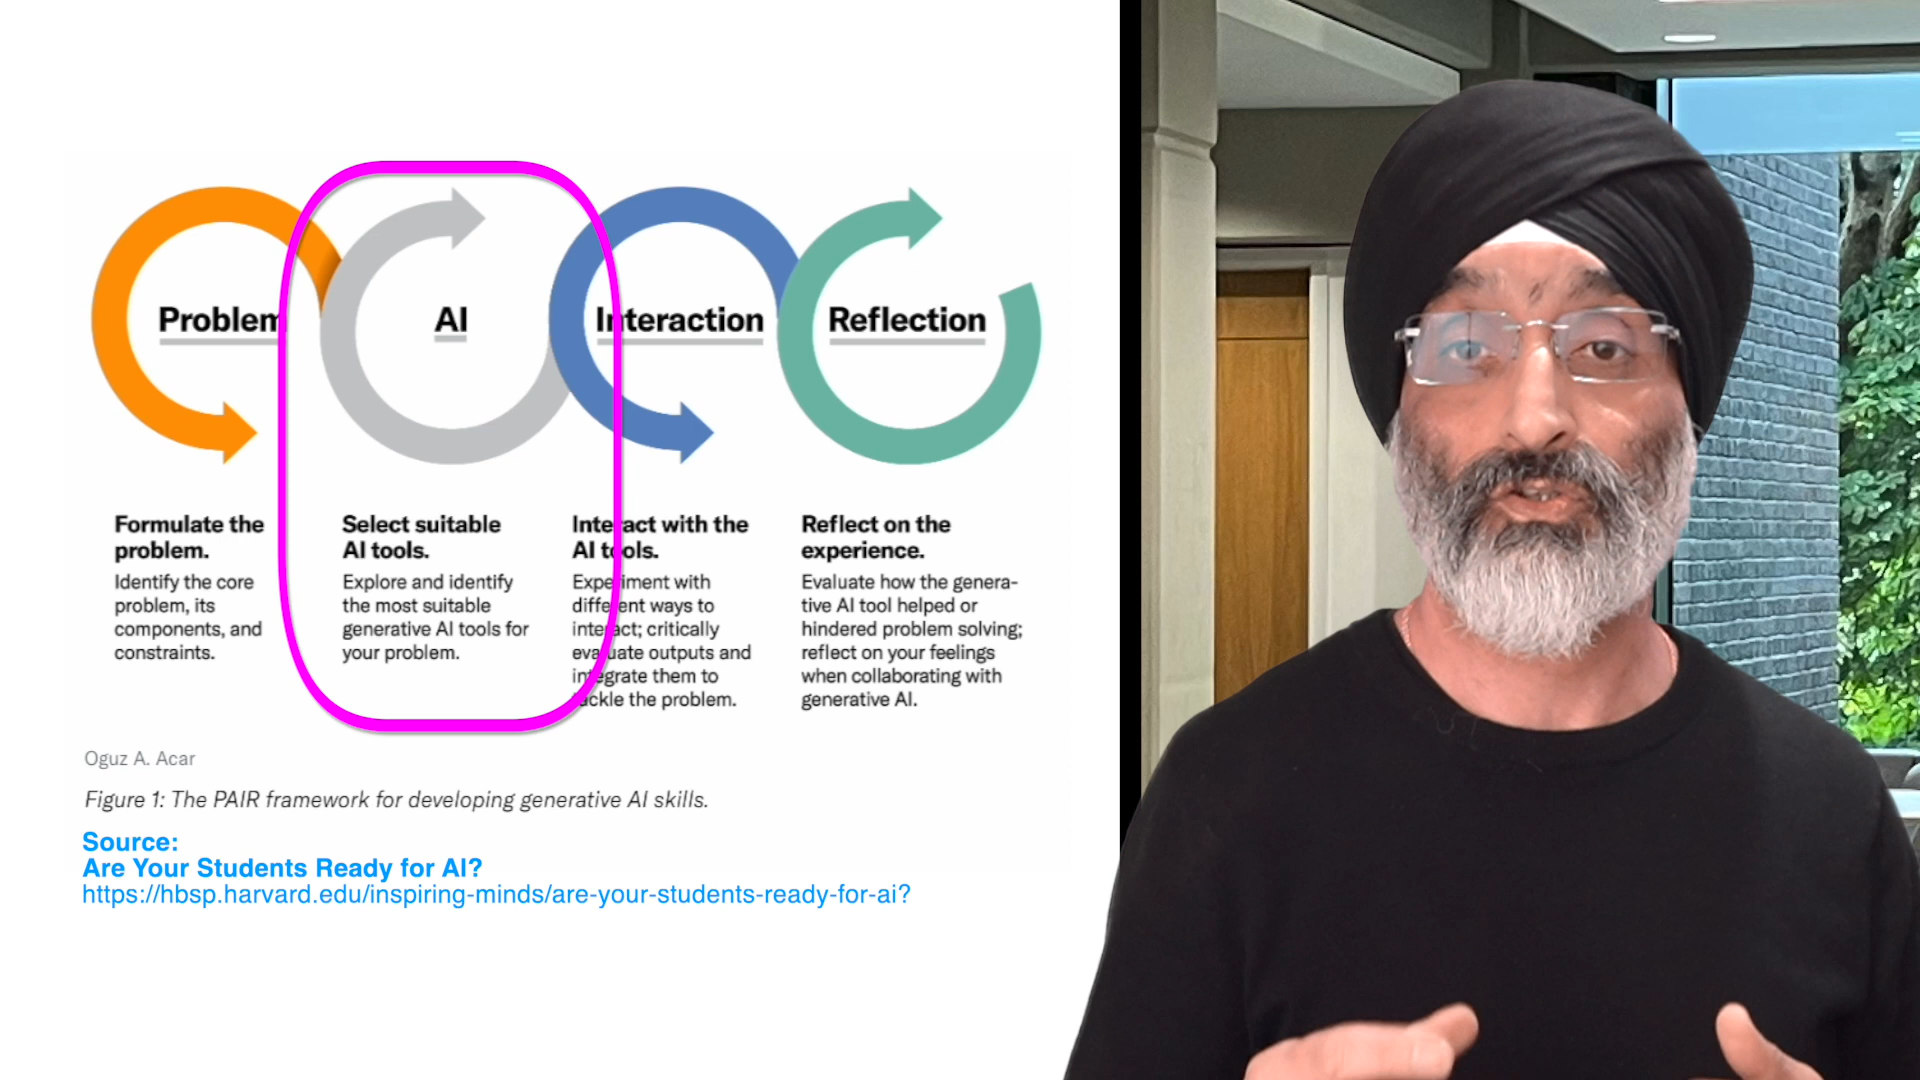 Problem
AI
Interaction
Reflection
Formulate the
problem.
Identify the core
problem, its
components, and
constraints.
Select suitable
AI tools.
Explore and identify
the most suitable
generative AI tools for
your problem.
Interact with the
AI tools.
Experiment with
different ways to
interact; critically
evaluate outputs and
integrate them to
tackle the problem.
Reflect on the
experience.
Evaluate how the genera-
tive AI tool helped or
hindered problem solving;
reflect on your feelings
when collaborating with
generative AI.
Oguz A. Acar
Figure 1: The PAIR framework for developing generative AI skills.
Source:
Are Your Students Ready for AI?
https://hbsp.harvard.edu/inspiring-minds/are-your-students-ready-for-ai?